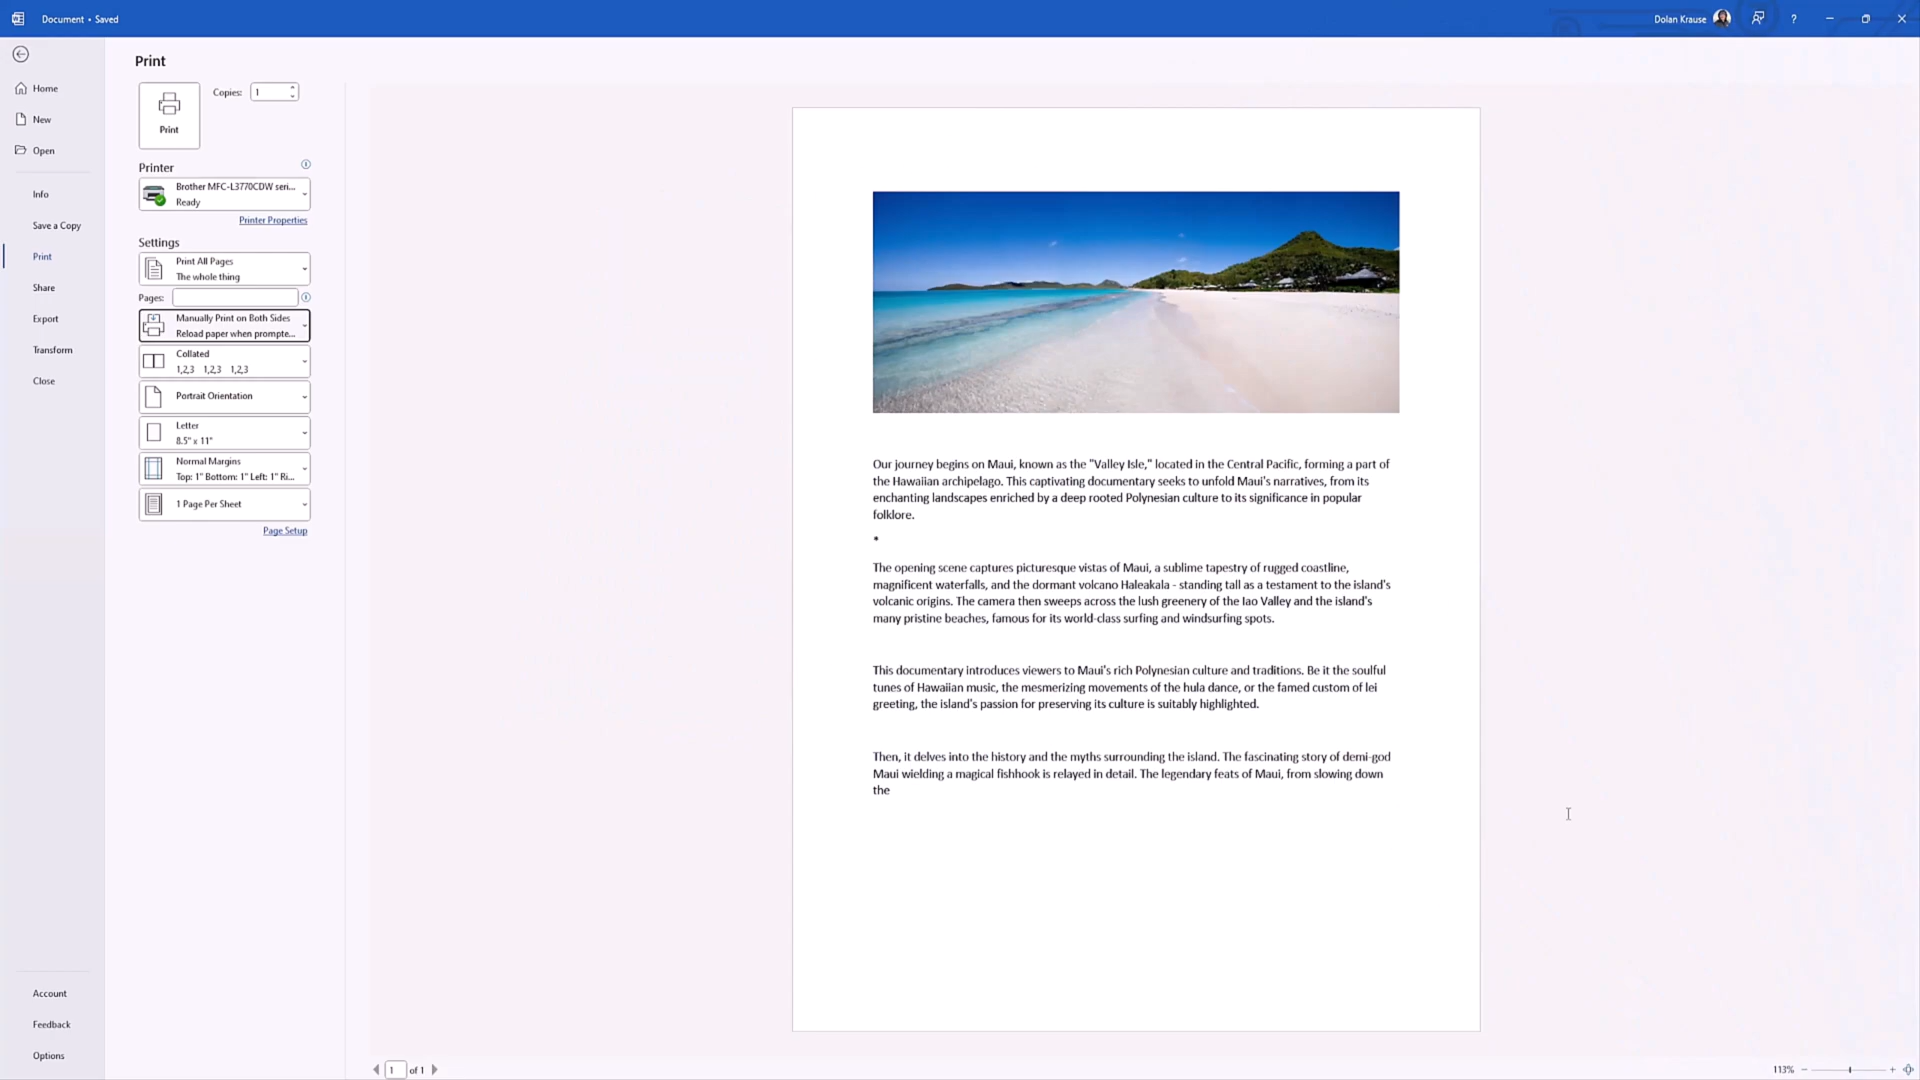 Document • Saved
Dolan Krause
?
Home
New
Open
Info
Save a Copy
Print
Share
Export
Transform
Close
Account
Feedback
Options
Print
Print
Copies: 1
Printer
Brother MFC-L3770CDW seri...
Ready
Printer Properties
Settings
Print All Pages
The whole thing
Pages:
Manually Print on Both Sides
Reload paper when prompte...
Collated
1,2,3 1,2,3 1,2,3
Portrait Orientation
Letter
8.5" x 11"
Normal Margins
Top: 1" Bottom: 1" Left: 1" Ri...
1 Page Per Sheet
Page Setup
Our journey begins on Maui, known as the "Valley Isle," located in the Central Pacific, forming a part of
the Hawaiian archipelago. This captivating documentary seeks to unfold Maui's narratives, from its
enchanting landscapes enriched by a deep rooted Polynesian culture to its significance in popular
folklore.
*
The opening scene captures picturesque vistas of Maui, a sublime tapestry of rugged coastline,
magnificent waterfalls, and the dormant volcano Haleakala - standing tall as a testament to the island's
volcanic origins. The camera then sweeps across the lush greenery of the Iao Valley and the island's
many pristine beaches, famous for its world-class surfing and windsurfing spots.
This documentary introduces viewers to Maui's rich Polynesian culture and traditions. Be it the soulful
tunes of Hawaiian music, the mesmerizing movements of the hula dance, or the famed custom of lei
greeting, the island's passion for preserving its culture is suitably highlighted.
Then, it delves into the history and the myths surrounding the island. The fascinating story of demi-god
Maui wielding a magical fishhook is relayed in detail. The legendary feats of Maui, from slowing down
the
1 of 1
113%